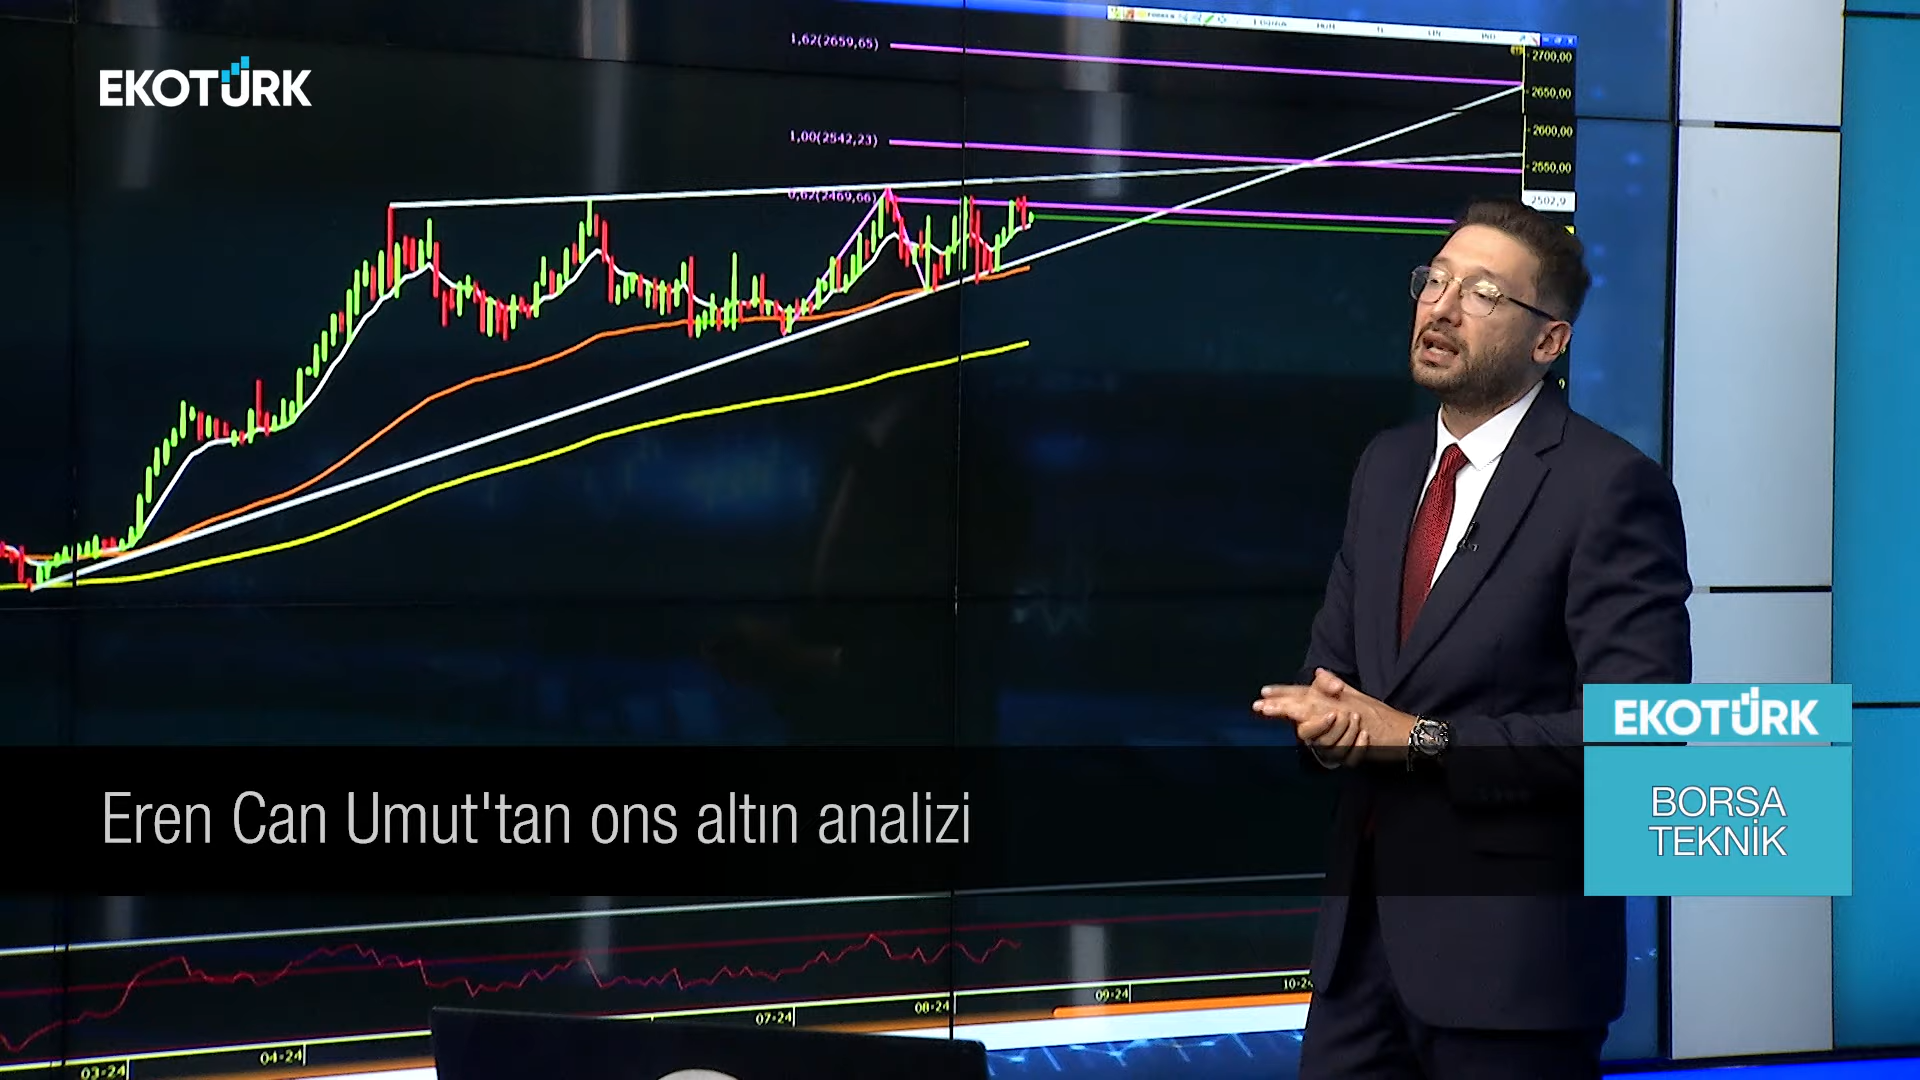 EKOTÜRK
1,62(2659,65)
2700,00
2650,00
1,00(2542,23)
2600,00
2550,00
0,62(2469,66)
2502,9
EKOTÜRK
Eren Can Umut'tan ons altın analizi
BORSA
TEKNİK
03-24
04-24
07-24
08-24
09-24
10-24